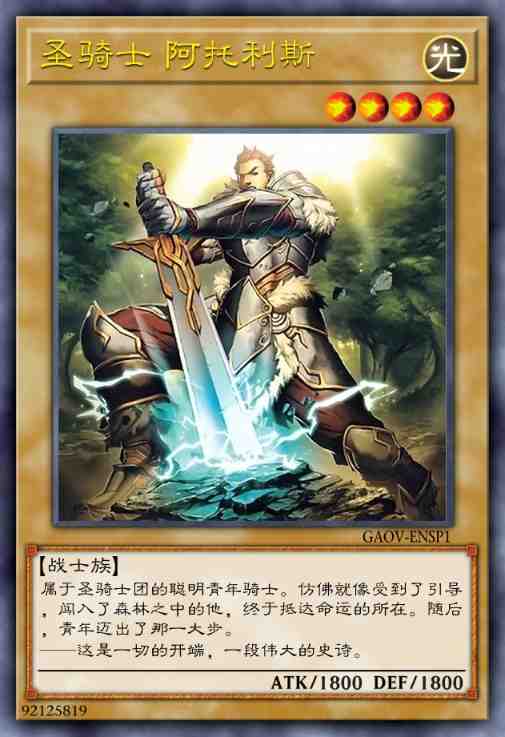 圣骑士 阿托利斯
光
GAOV-ENSP1
【战士族】
属于圣骑士团的聪明青年骑士。仿佛就像受到了引导
，闯入了森林之中的他，终于抵达命运的所在。随后
，青年迈出了那一大步。
——这是一切的开端，一段伟大的史诗。
ATK/1800 DEF/1800
92125819